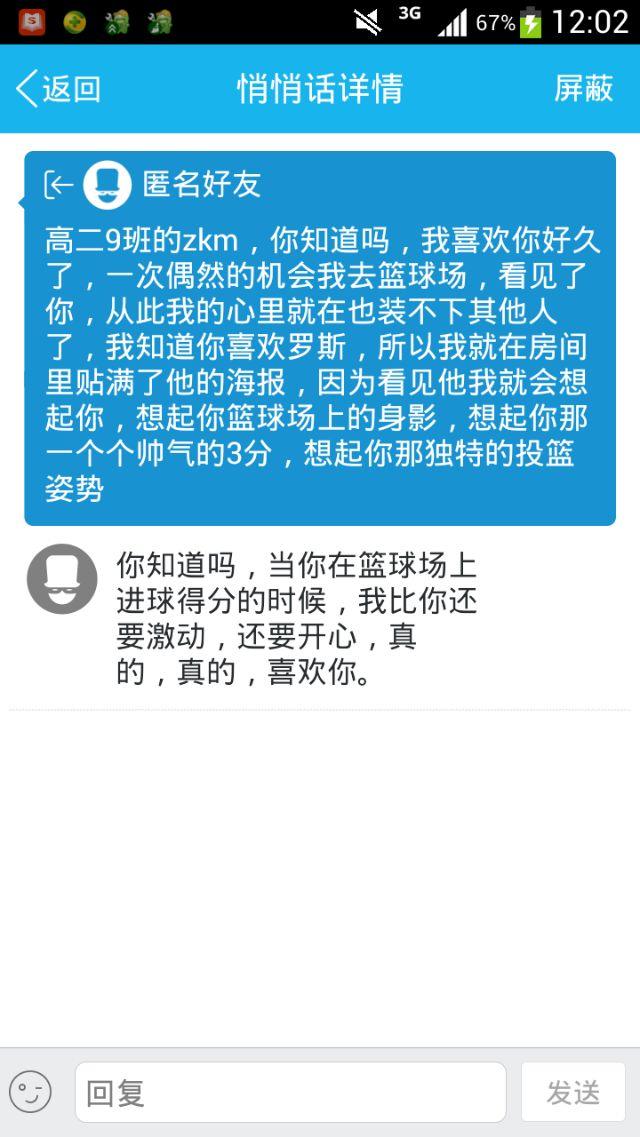 3G 67% 12:02
返回 悄悄话详情 屏蔽
匿名好友
高二9班的zkm，你知道吗，我喜欢你好久
了，一次偶然的机会我去篮球场，看见了
你，从此我的心里就在也装不下其他人
了，我知道你喜欢罗斯，所以我就在房间
里贴满了他的海报，因为看见他我就会想
起你，想起你篮球场上的身影，想起你那
一个个帅气的3分，想起你那独特的投篮
姿势
你知道吗，当你在篮球场上
进球得分的时候，我比你还
要激动，还要开心，真
的，真的，喜欢你。
回复 发送